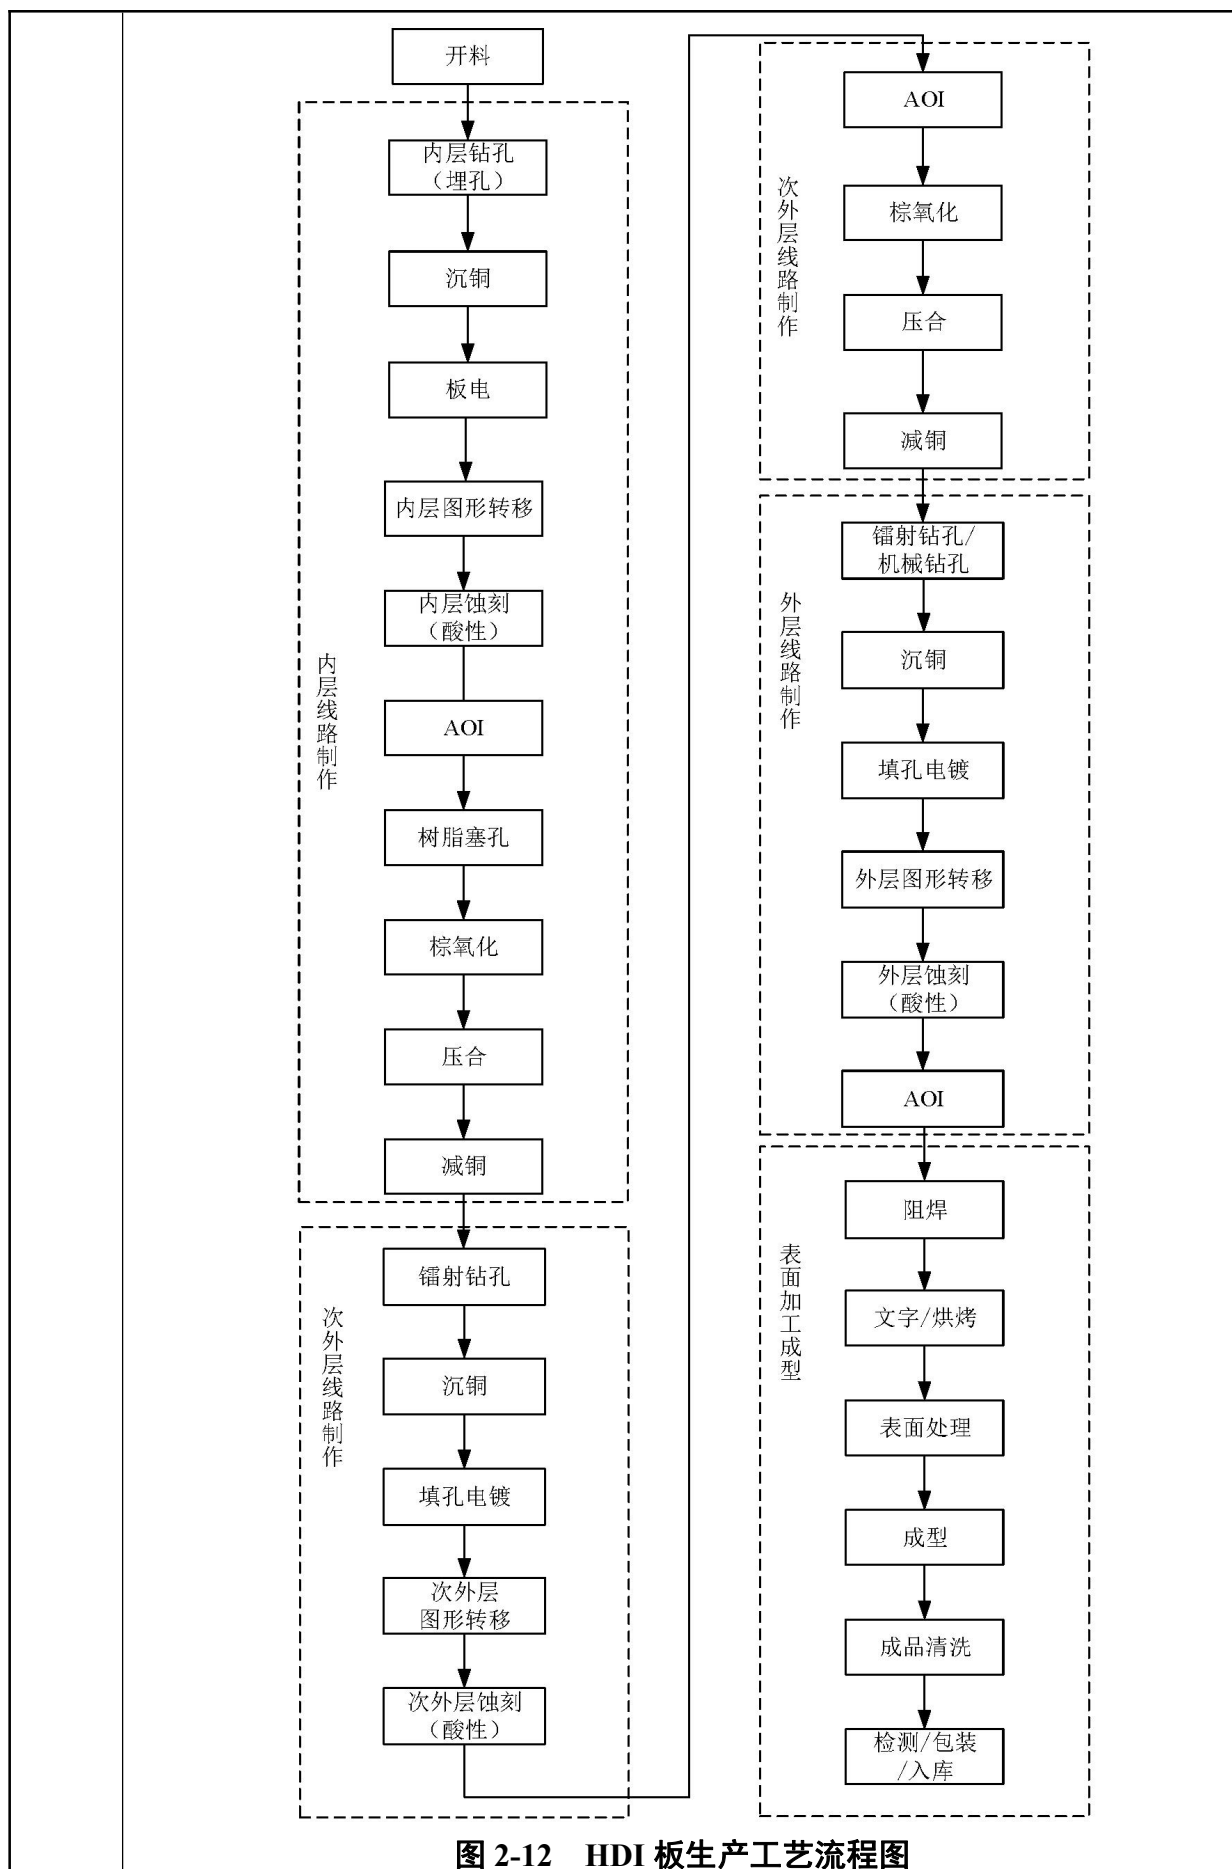 开料
内层钻孔
（埋孔）
沉铜
板电
内层图形转移
内层蚀刻
（酸性）
AOI
树脂塞孔
棕氧化
压合
减铜
内层线路制作
镭射钻孔
沉铜
填孔电镀
次外层
图形转移
次外层蚀刻
（酸性）
次外层线路制作
AOI
棕氧化
压合
减铜
次外层线路制作
镭射钻孔/
机械钻孔
沉铜
填孔电镀
外层图形转移
外层蚀刻
（酸性）
AOI
外层线路制作
阻焊
文字/烘烤
表面处理
成型
成品清洗
检测/包装
/入库
表面加工成型
图 2-12 HDI 板生产工艺流程图